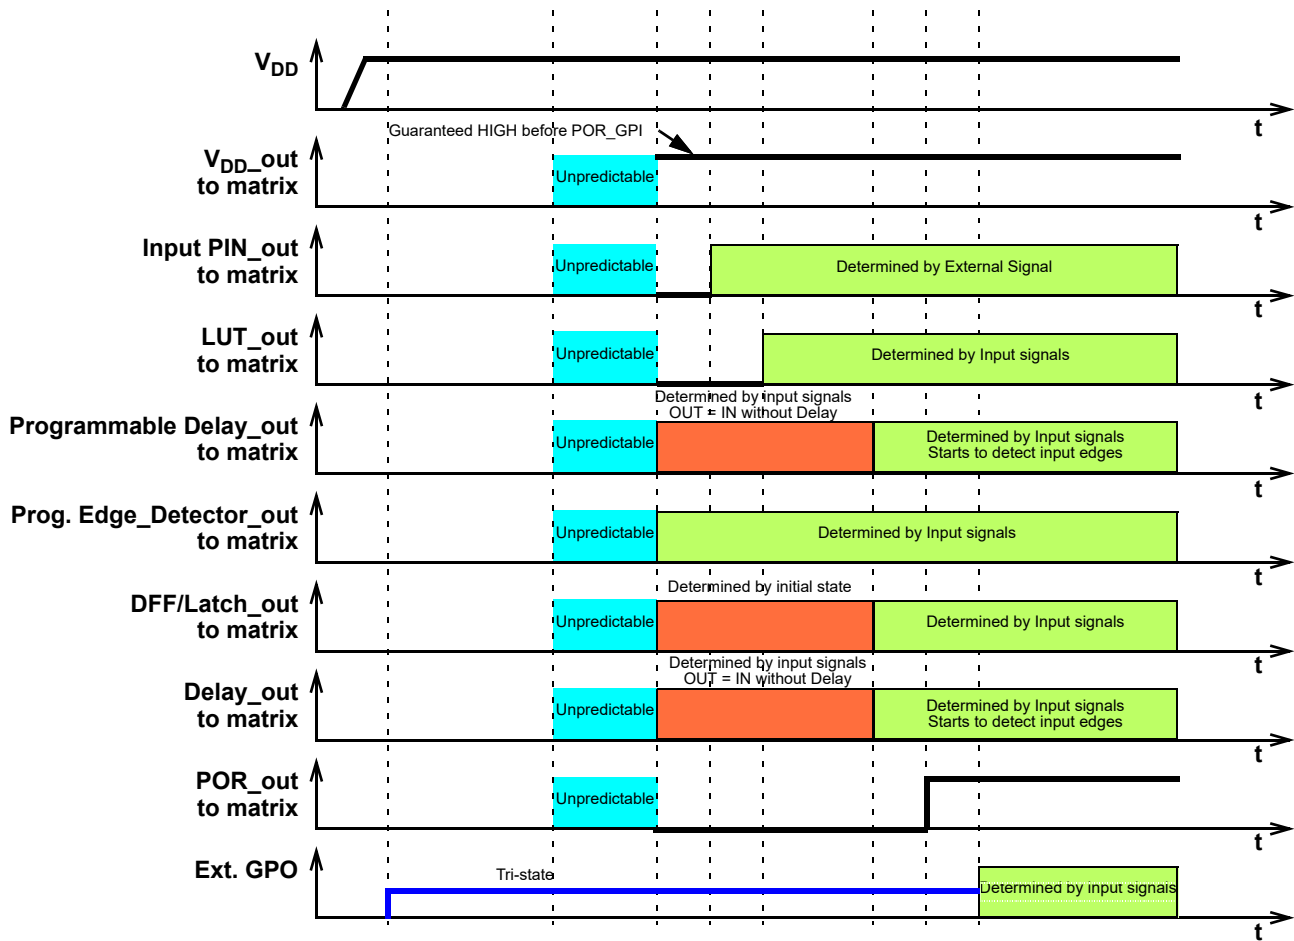 VDD
t
Guaranteed HIGH before POR_GPI
VDD_out
to matrix
Unpredictable
t
Input PIN_out
to matrix
Unpredictable
Determined by External Signal
t
LUT_out
to matrix
Unpredictable
Determined by Input signals
t
Determined by input signals
OUT = IN without Delay
Programmable Delay_out
to matrix
Unpredictable
Determined by Input signals
Starts to detect input edges
t
Prog. Edge_Detector_out
to matrix
Unpredictable
Determined by Input signals
t
Determined by initial state
DFF/Latch_out
to matrix
Unpredictable
Determined by Input signals
t
Determined by input signals
OUT = IN without Delay
Delay_out
to matrix
Unpredictable
Determined by Input signals
Starts to detect input edges
t
POR_out
to matrix
Unpredictable
t
Ext. GPO
Tri-state
Determined by input signals
t